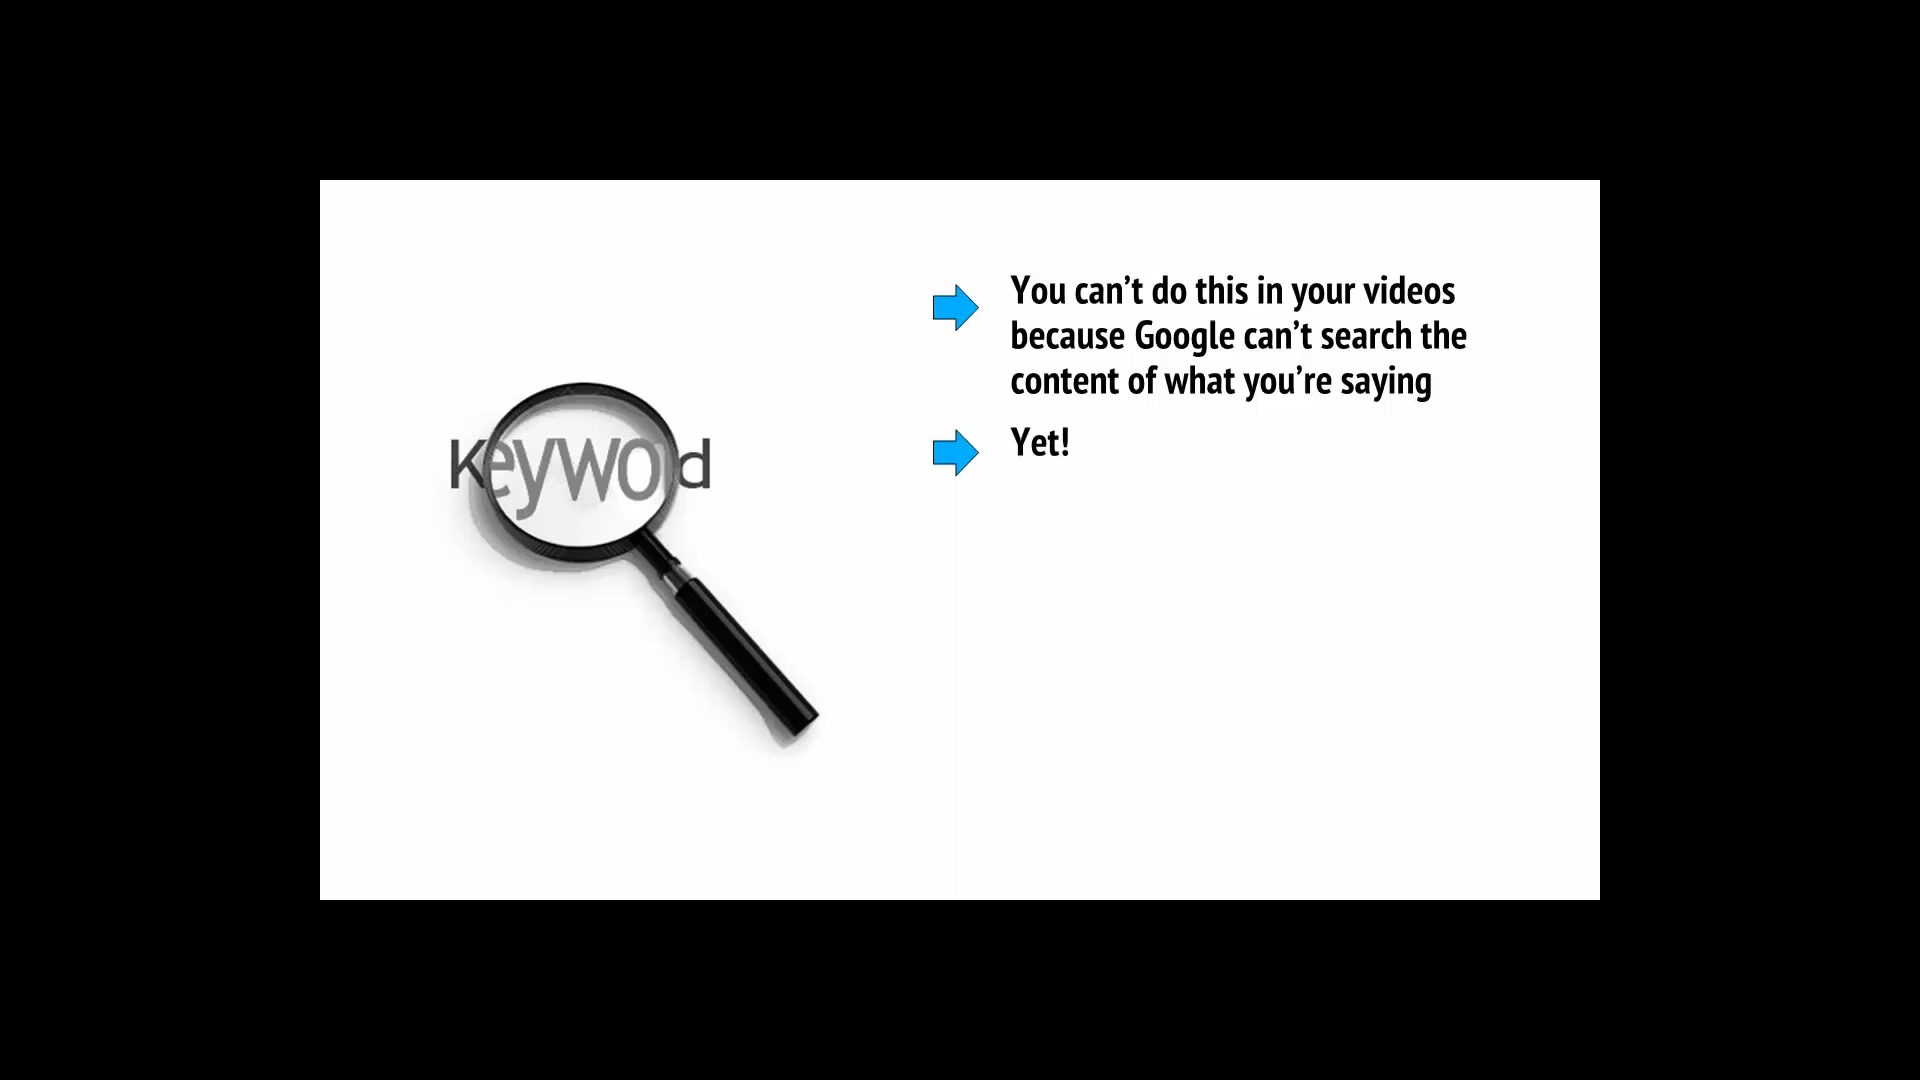 Keyword
You can't do this in your videos
because Google can't search the
content of what you're saying
Yet!